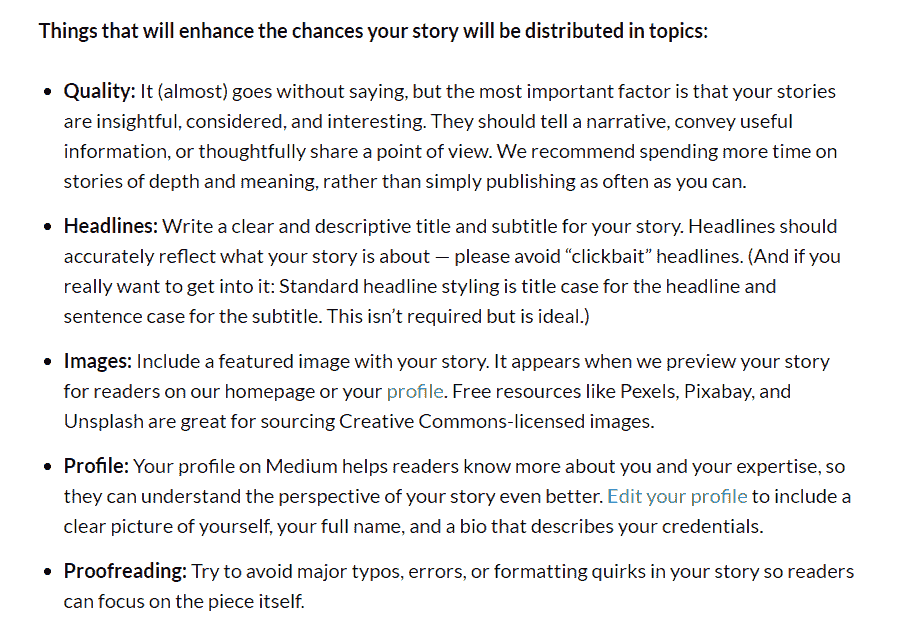 Things that will enhance the chances your story will be distributed in topics:
• Quality: It (almost) goes without saying, but the most important factor is that your stories
are insightful, considered, and interesting. They should tell a narrative, convey useful
information, or thoughtfully share a point of view. We recommend spending more time on
stories of depth and meaning, rather than simply publishing as often as you can.
• Headlines: Write a clear and descriptive title and subtitle for your story. Headlines should
accurately reflect what your story is about — please avoid “clickbait” headlines. (And if you
really want to get into it: Standard headline styling is title case for the headline and
sentence case for the subtitle. This isn’t required but is ideal.)
• Images: Include a featured image with your story. It appears when we preview your story
for readers on our homepage or your profile. Free resources like Pexels, Pixabay, and
Unsplash are great for sourcing Creative Commons-licensed images.
• Profile: Your profile on Medium helps readers know more about you and your expertise, so
they can understand the perspective of your story even better. Edit your profile to include a
clear picture of yourself, your full name, and a bio that describes your credentials.
• Proofreading: Try to avoid major typos, errors, or formatting quirks in your story so readers
can focus on the piece itself.